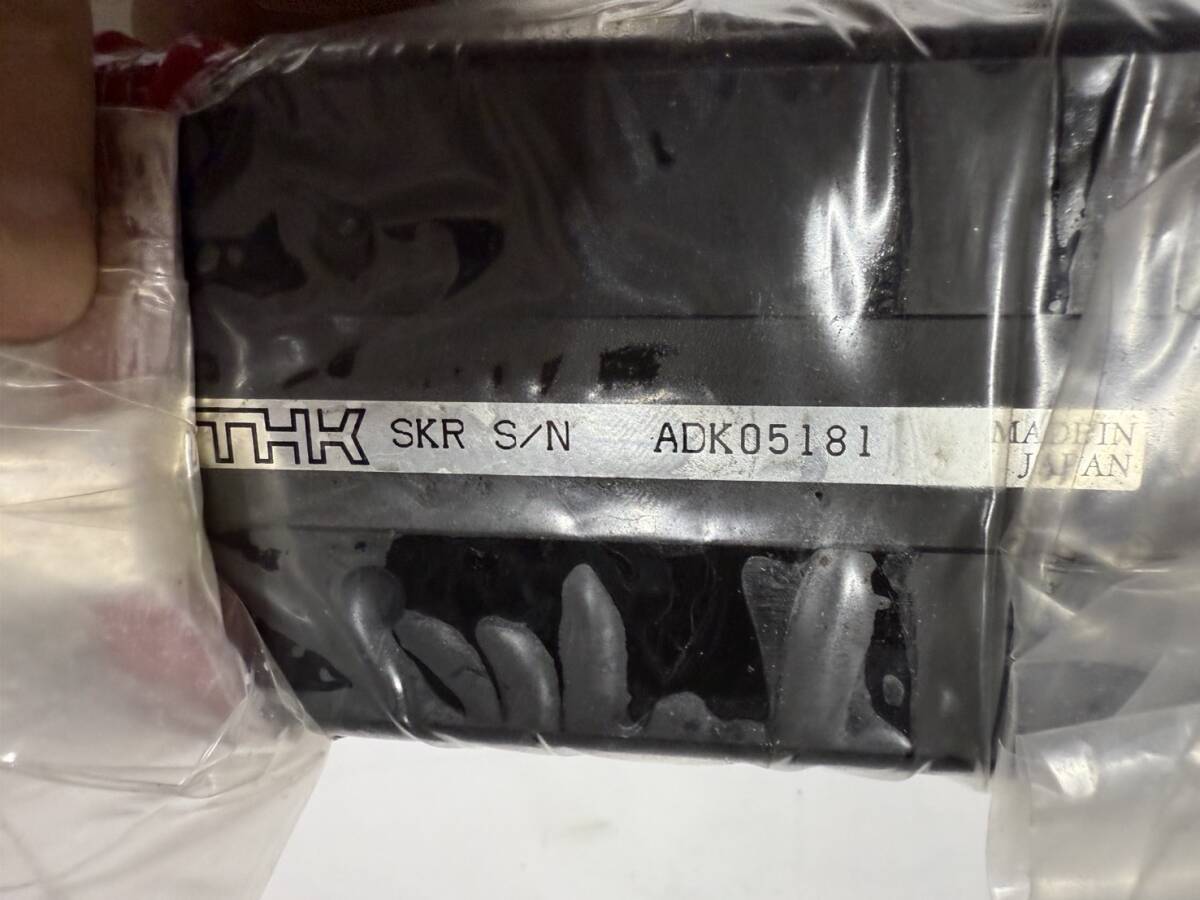 THK SKR S/N ADK05181
MADE IN
JAPAN